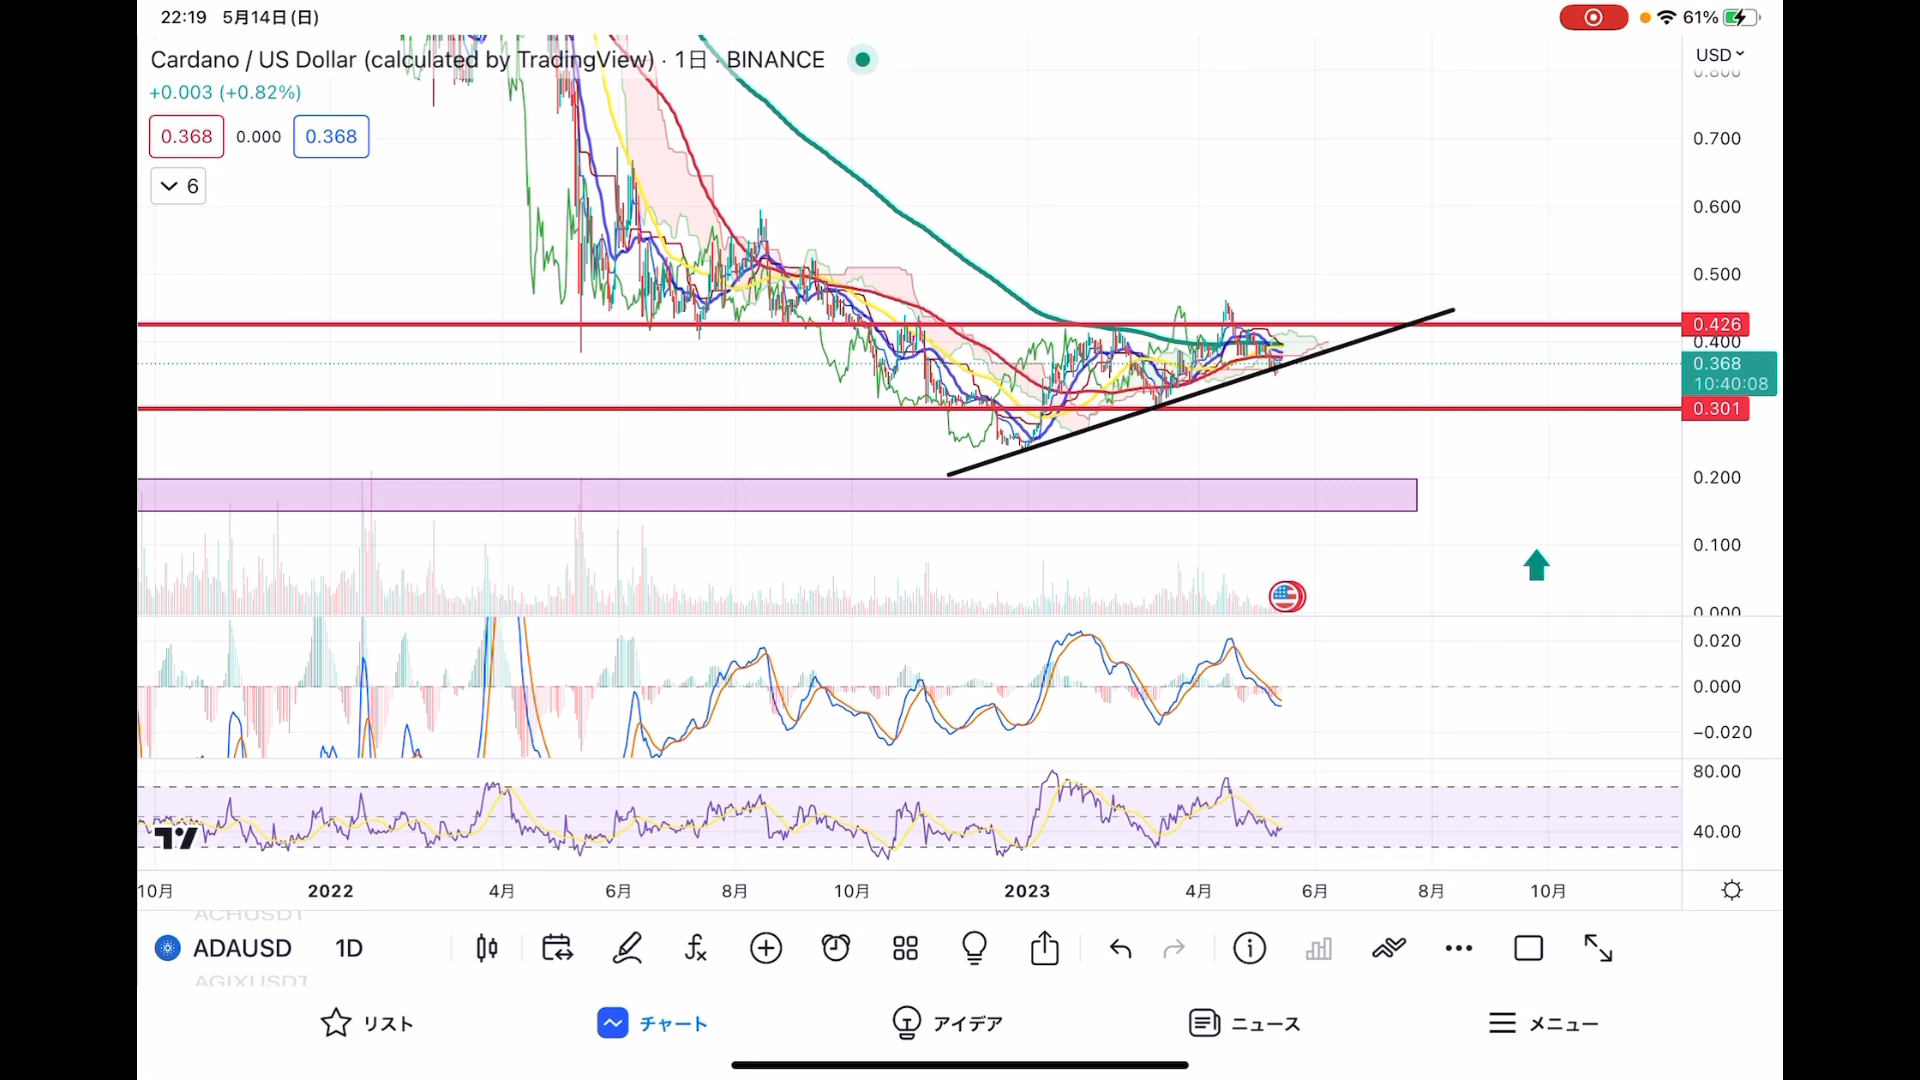 22:19 5月14日(日)
61%
Cardano / US Dollar (calculated by TradingView) · 1日 · BINANCE
USD
+0.003 (+0.82%)
0.368 0.000 0.368
6
0.800
0.700
0.600
0.500
0.426
0.400
0.368
10:40:08
0.301
0.200
0.100
0.000
0.020
0.000
−0.020
80.00
40.00
10月 2022 4月 6月 8月 10月 2023 4月 6月 8月 10月
ACHUSDT
ADAUSD 1D
AGIXUSDT
リスト チャート アイデア ニュース メニュー